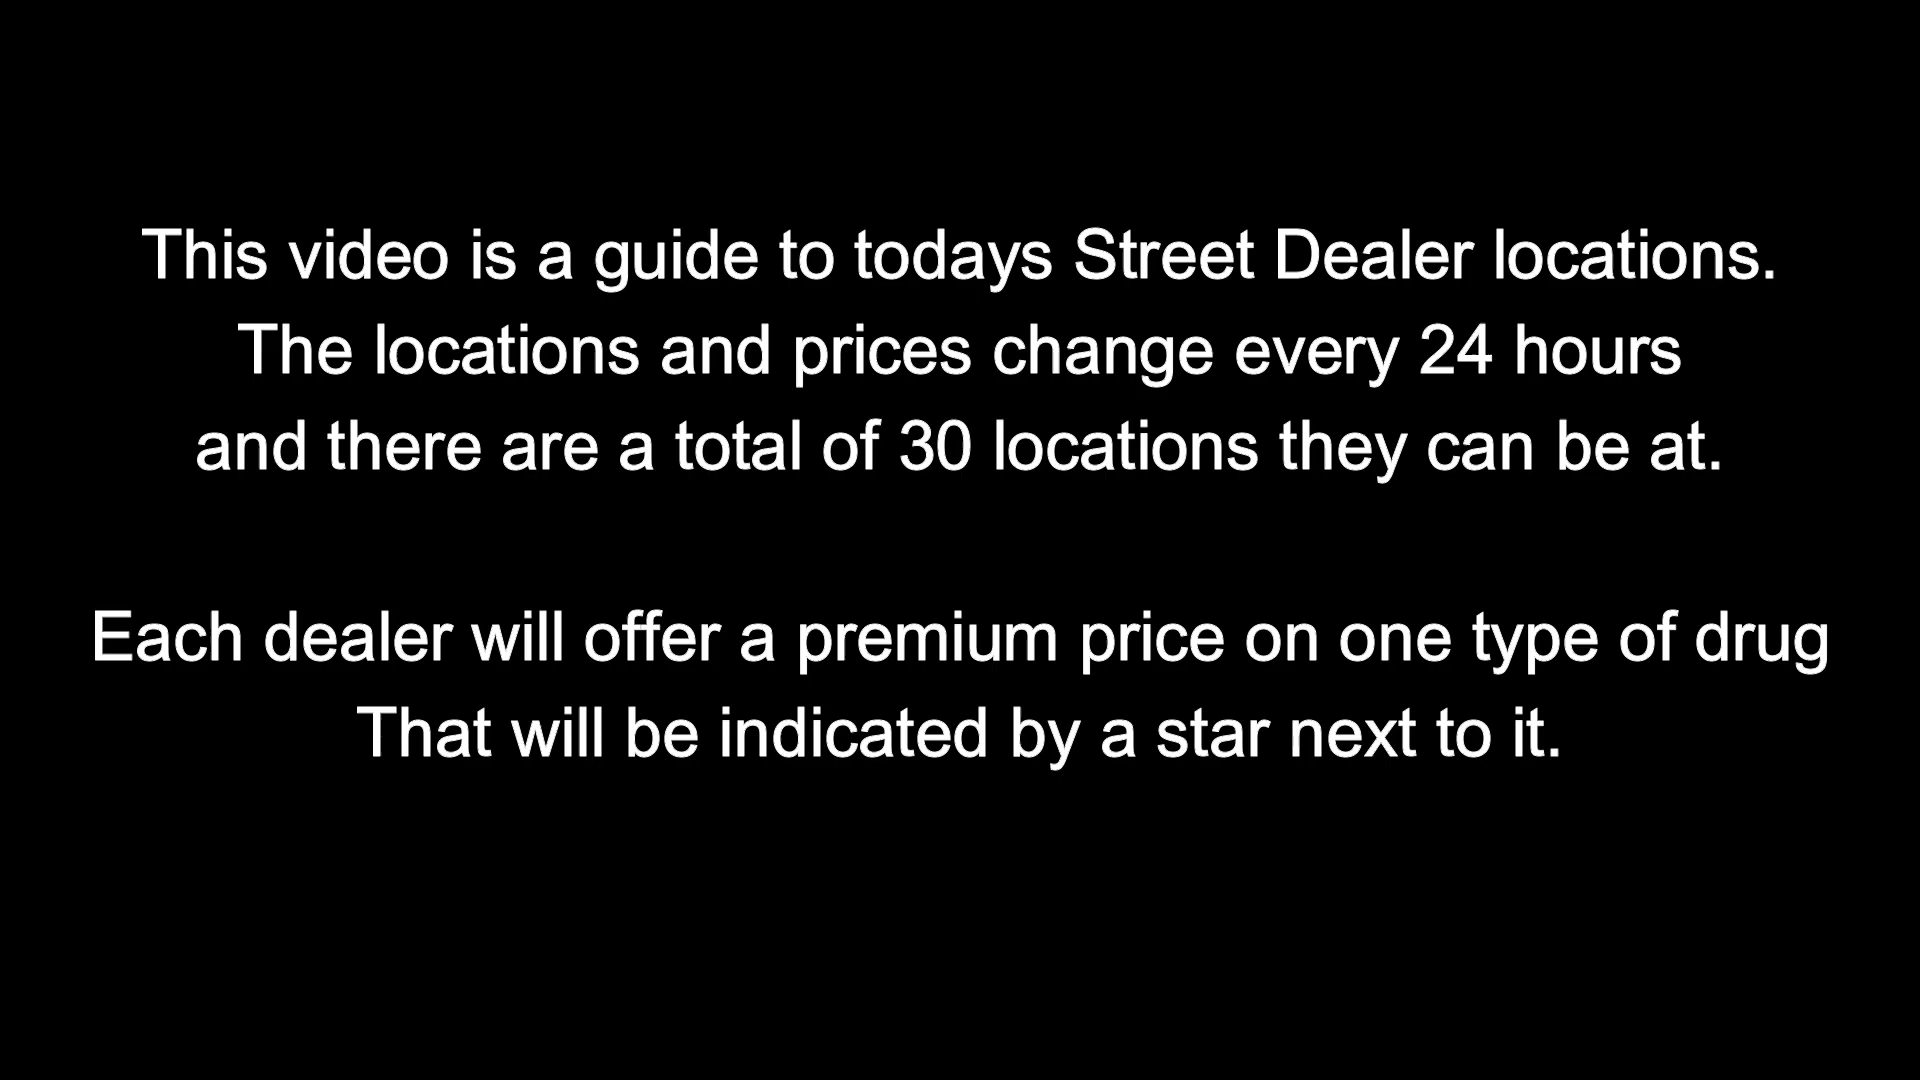 This video is a guide to todays Street Dealer locations.
The locations and prices change every 24 hours
and there are a total of 30 locations they can be at.
Each dealer will offer a premium price on one type of drug
That will be indicated by a star next to it.